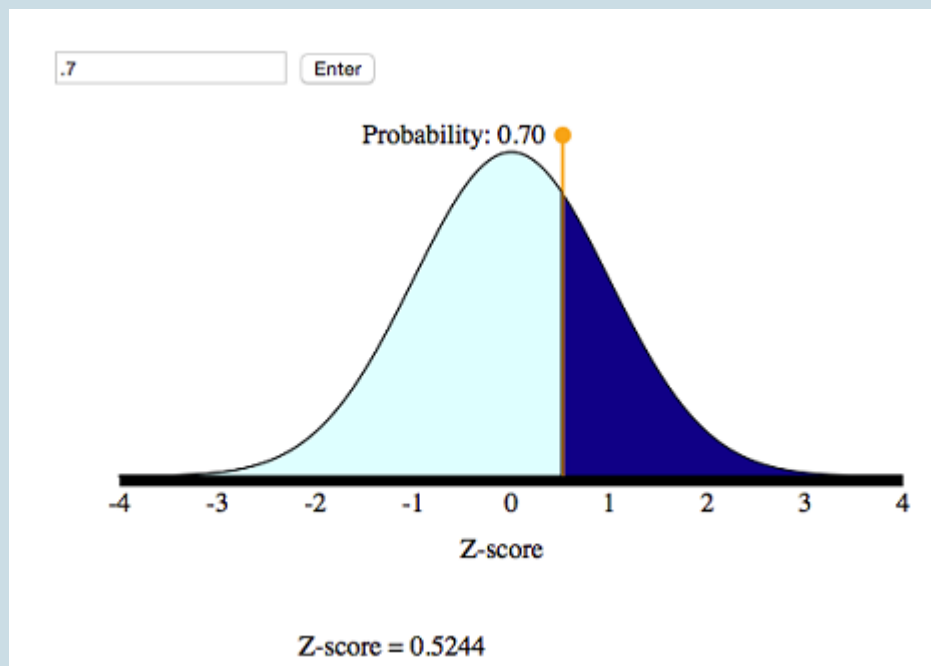 .7 Enter
Probability: 0.70
-4 -3 -2 -1 0 1 2 3 4
Z-score
Z-score = 0.5244